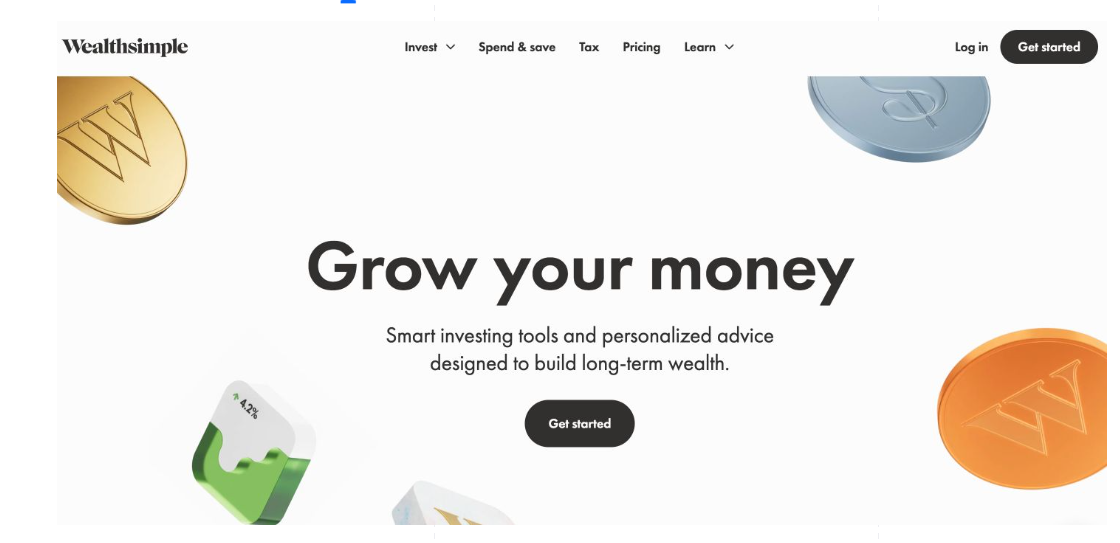 Wealthsimple
Invest
Spend & save
Tax
Pricing
Learn
Log in
Get started
W
$
Grow your money
Smart investing tools and personalized advice
designed to build long-term wealth.
4.2%
Get started
W